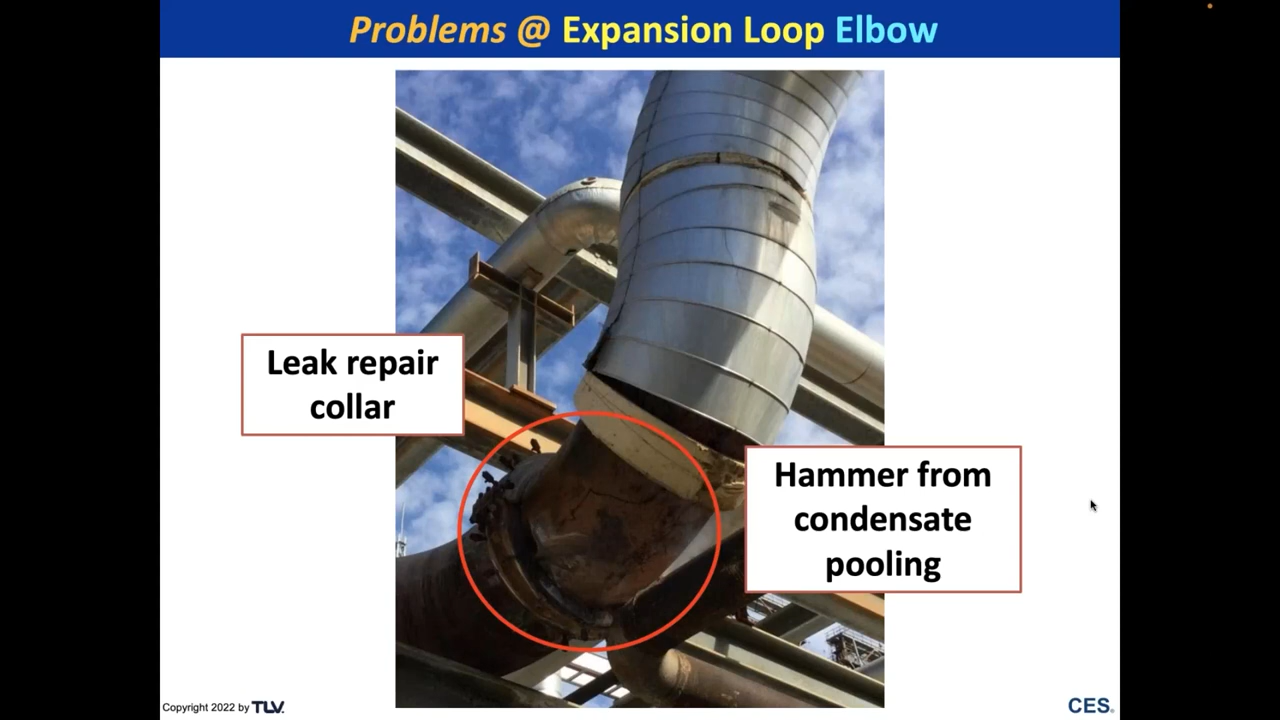 Problems @ Expansion Loop Elbow
Leak repair
collar
Hammer from
condensate
pooling
Copyright 2022 by TLV.
CES.